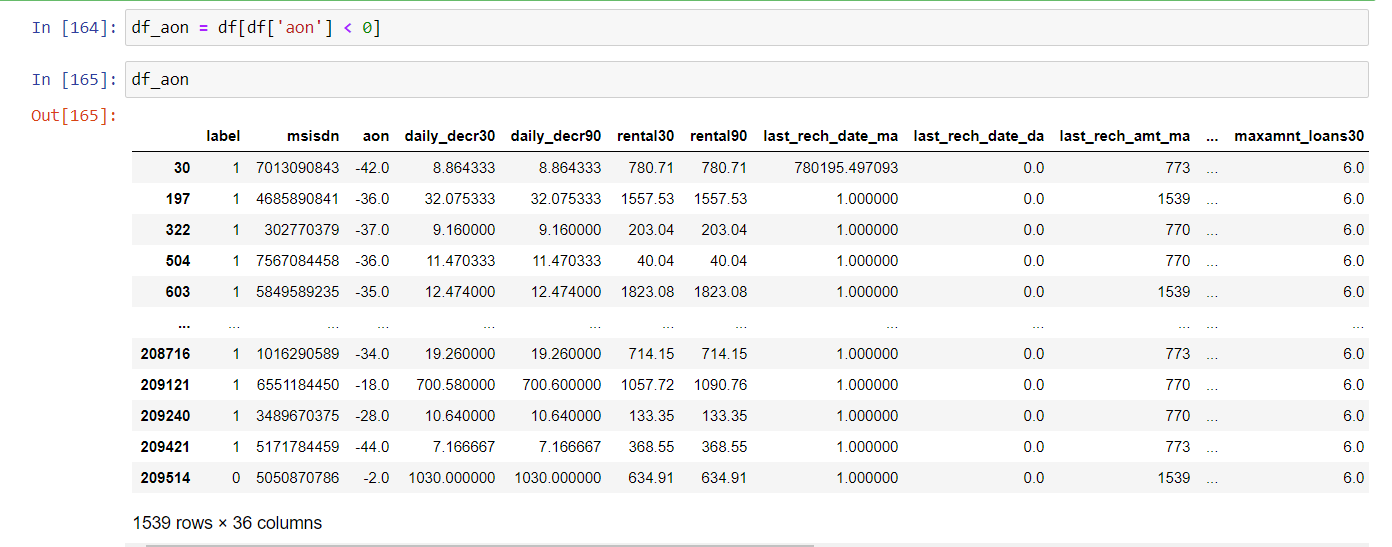 In [164]: df_aon = df[df['aon'] < 0]
In [165]: df_aon
Out[165]:
label msisdn aon daily_decr30 daily_decr90 rental30 rental90 last_rech_date_ma last_rech_date_da last_rech_amt_ma ... maxamnt_loans30
30 1 7013090843 -42.0 8.864333 8.864333 780.71 780.71 780195.497093 0.0 773 ... 6.0
197 1 4685890841 -36.0 32.075333 32.075333 1557.53 1557.53 1.000000 0.0 1539 ... 6.0
322 1 302770379 -37.0 9.160000 9.160000 203.04 203.04 1.000000 0.0 770 ... 6.0
504 1 7567084458 -36.0 11.470333 11.470333 40.04 40.04 1.000000 0.0 770 ... 6.0
603 1 5849589235 -35.0 12.474000 12.474000 1823.08 1823.08 1.000000 0.0 1539 ... 6.0
... ... ... ... ... ... ... ... ... ... ... ... ...
208716 1 1016290589 -34.0 19.260000 19.260000 714.15 714.15 1.000000 0.0 773 ... 6.0
209121 1 6551184450 -18.0 700.580000 700.600000 1057.72 1090.76 1.000000 0.0 770 ... 6.0
209240 1 3489670375 -28.0 10.640000 10.640000 133.35 133.35 1.000000 0.0 770 ... 6.0
209421 1 5171784459 -44.0 7.166667 7.166667 368.55 368.55 1.000000 0.0 773 ... 6.0
209514 0 5050870786 -2.0 1030.000000 1030.000000 634.91 634.91 1.000000 0.0 1539 ... 6.0
1539 rows × 36 columns